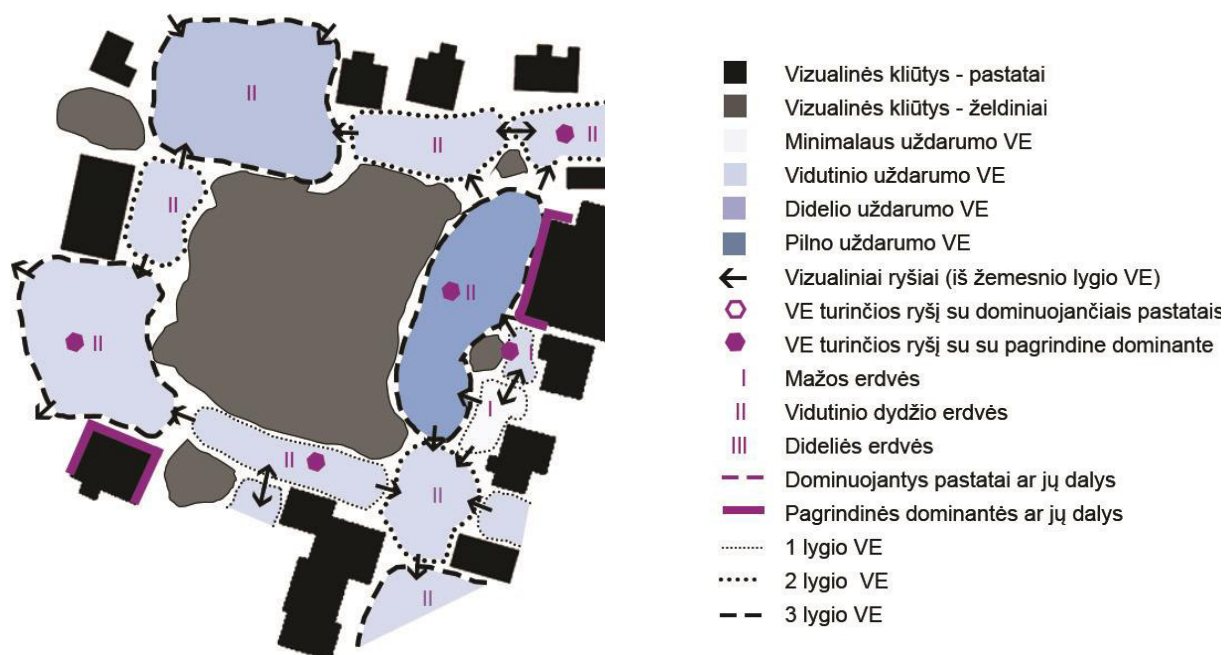 II
II
II
II
II
II
II
I
I
II
II
II
Vizualinės kliūtys - pastatai
Vizualinės kliūtys - želdiniai
Minimalaus uždarumo VE
Vidutinio uždarumo VE
Didelio uždarumo VE
Pilno uždarumo VE
Vizualiniai ryšiai (iš žemesnio lygio VE)
VE turinčios ryšį su dominuojančiais pastatais
VE turinčios ryšį su su pagrindine dominante
I Mažos erdvės
II Vidutinio dydžio erdvės
III Didelės erdvės
Dominuojantys pastatai ar jų dalys
Pagrindinės dominantės ar jų dalys
1 lygio VE
2 lygio VE
3 lygio VE